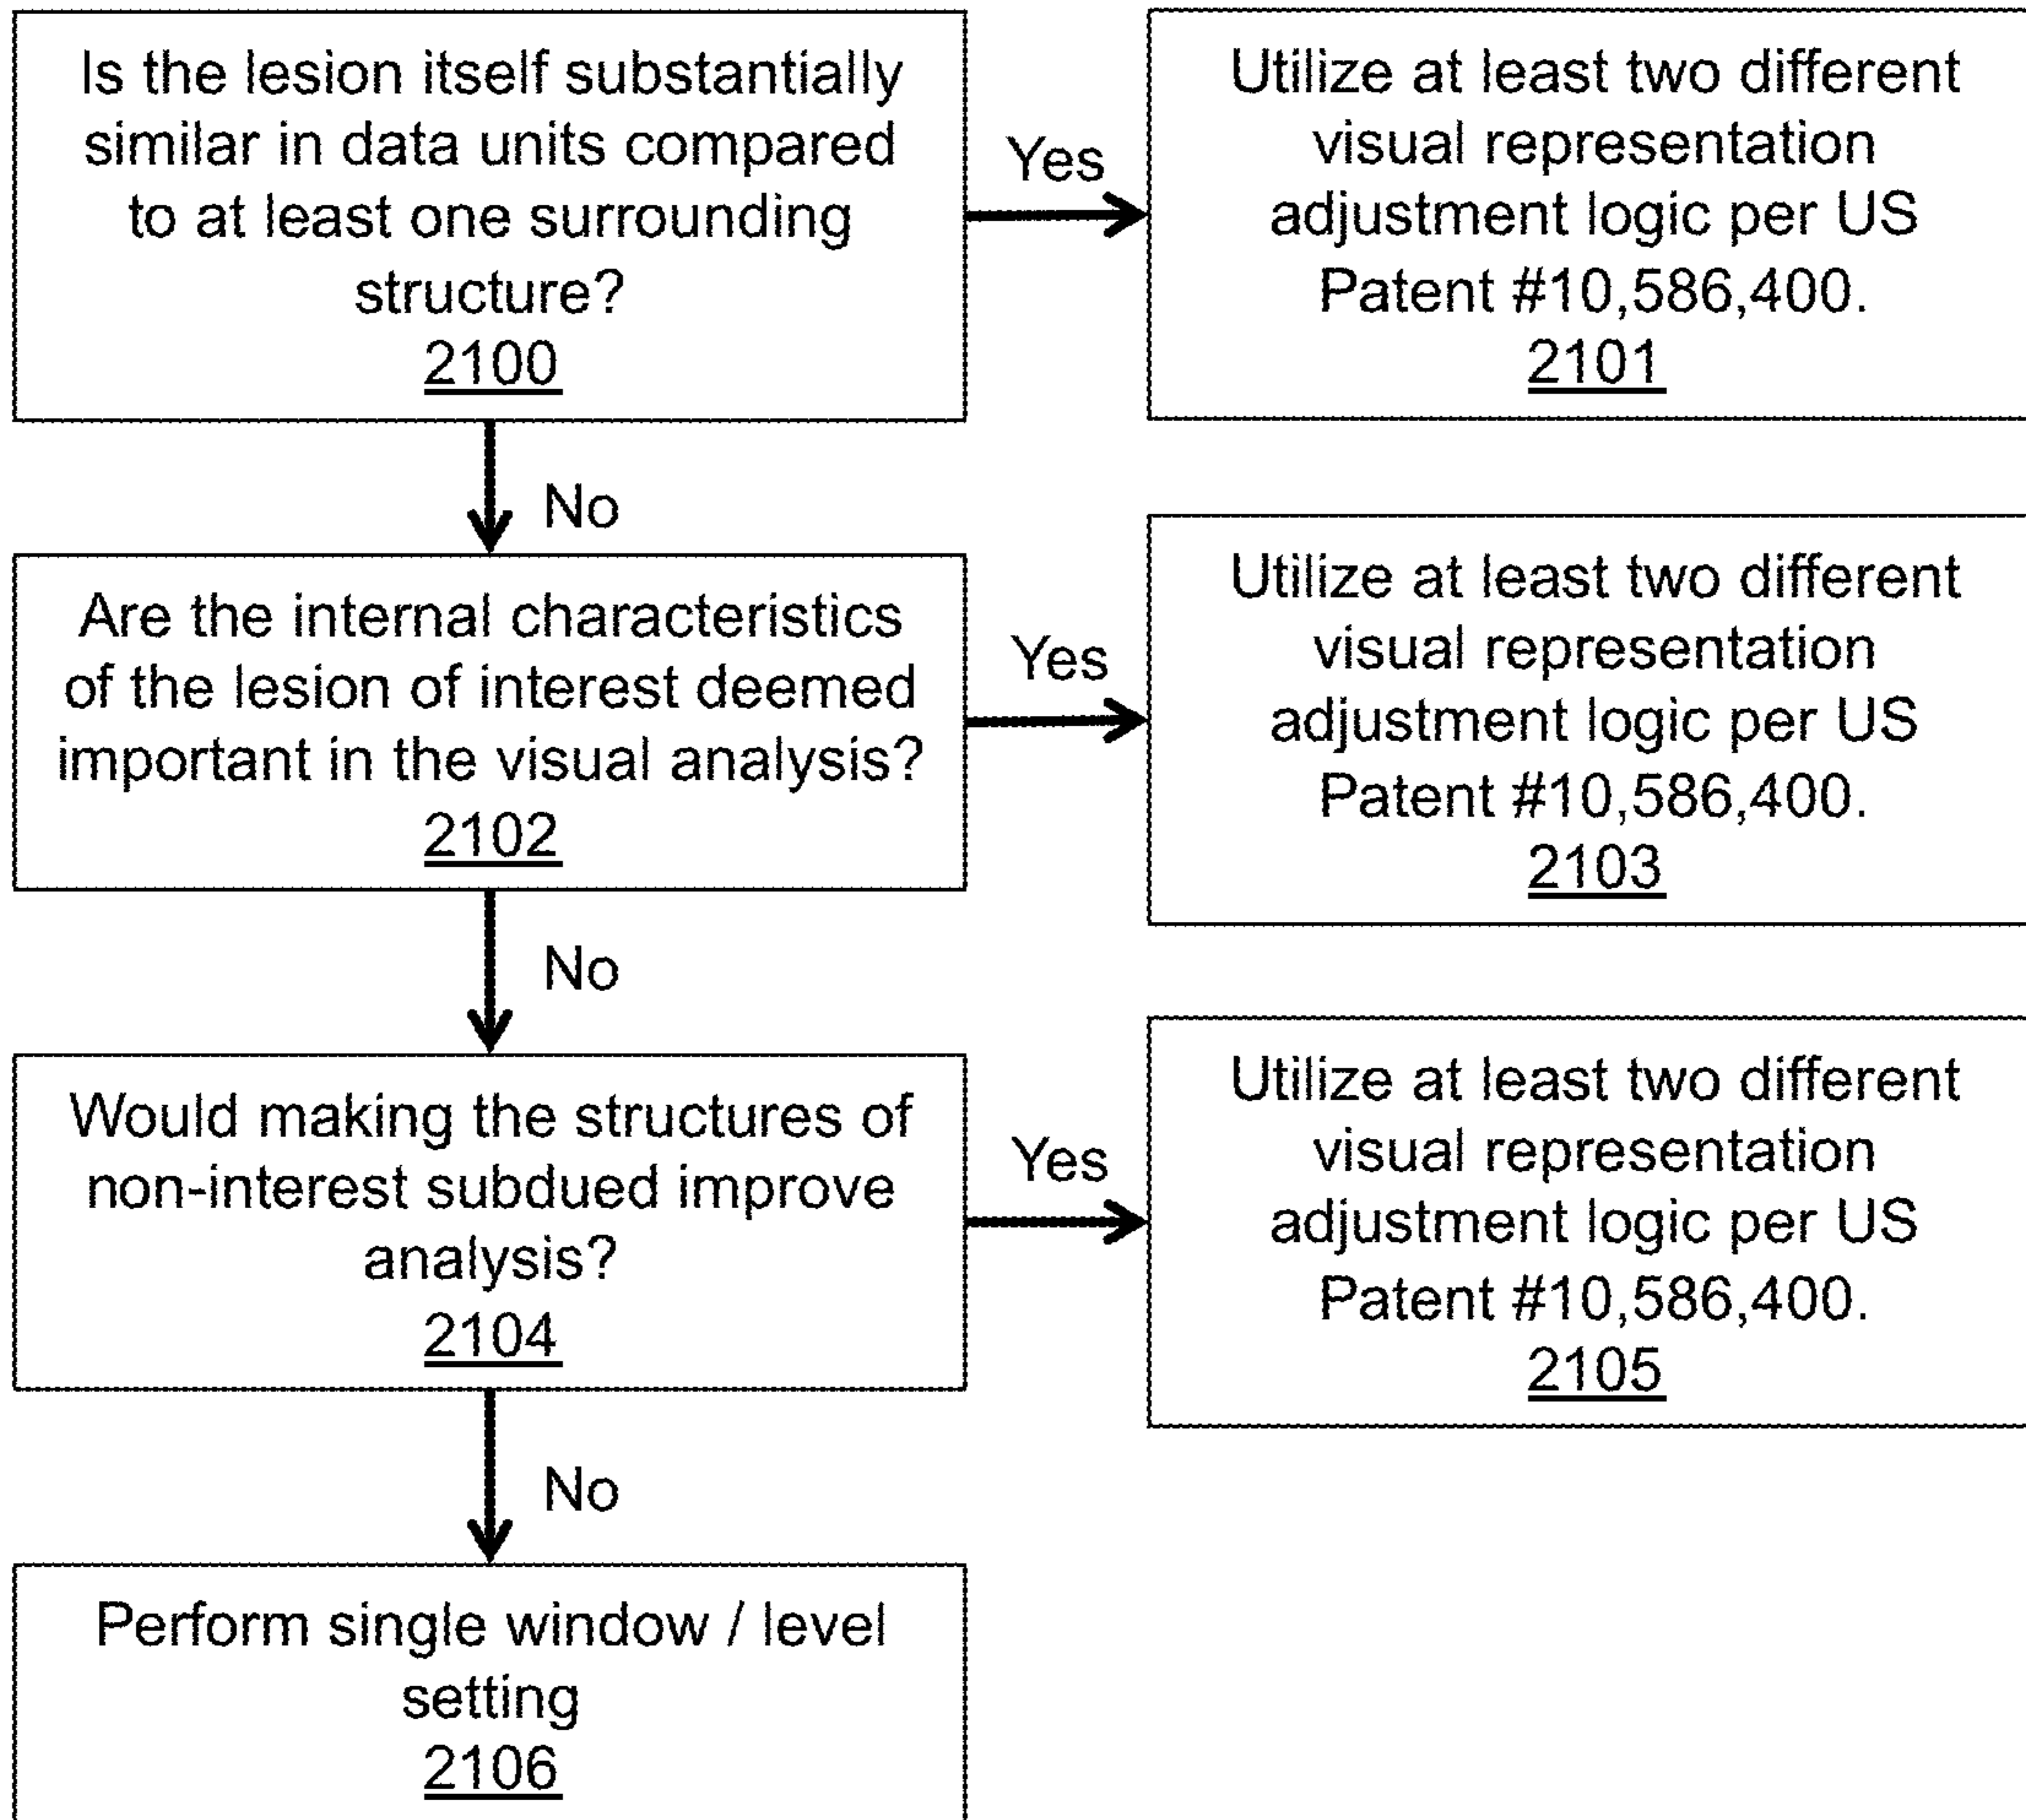 Is the lesion itself substantially
similar in data units compared
to at least one surrounding
structure?
2100
Yes
Utilize at least two different
visual representation
adjustment logic per US
Patent #10,586,400.
2101
No
Are the internal characteristics
of the lesion of interest deemed
important in the visual analysis?
2102
Yes
Utilize at least two different
visual representation
adjustment logic per US
Patent #10,586,400.
2103
No
Would making the structures of
non-interest subdued improve
analysis?
2104
Yes
Utilize at least two different
visual representation
adjustment logic per US
Patent #10,586,400.
2105
No
Perform single window / level
setting
2106